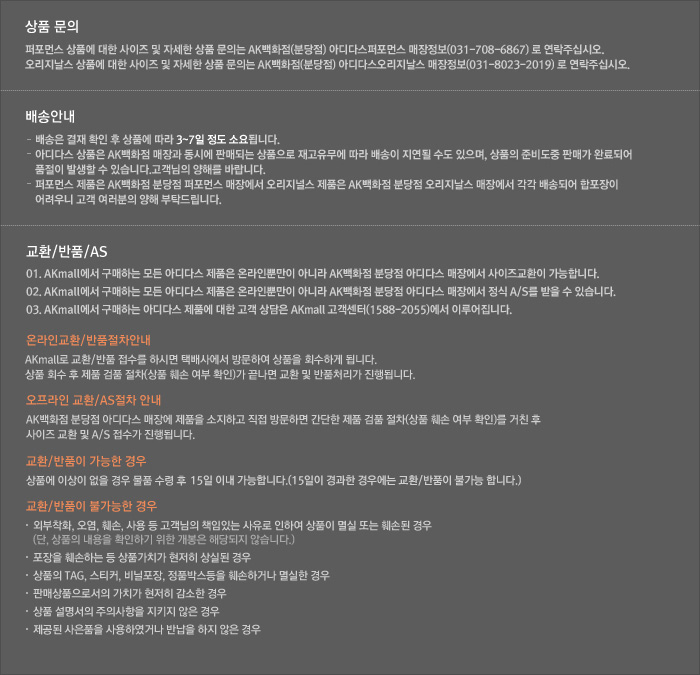 상품 문의
퍼포먼스 상품에 대한 사이즈 및 자세한 상품 문의는 AK백화점(분당점) 아디다스퍼포먼스 매장정보(031-708-6867) 로 연락주십시오.
오리지날스 상품에 대한 사이즈 및 자세한 상품 문의는 AK백화점(분당점) 아디다스오리지날스 매장정보(031-8023-2019) 로 연락주십시오.
배송안내
- 배송은 결재 확인 후 상품에 따라 3~7일 정도 소요됩니다.
- 아디다스 상품은 AK백화점 매장과 동시에 판매되는 상품으로 재고유무에 따라 배송이 지연될 수도 있으며, 상품의 준비도중 판매가 완료되어
품절이 발생할 수 있습니다.고객님의 양해를 바랍니다.
- 퍼포먼스 제품은 AK백화점 분당점 퍼포먼스 매장에서 오리지널스 제품은 AK백화점 분당점 오리지날스 매장에서 각각 배송되어 합포장이
어려우니 고객 여러분의 양해 부탁드립니다.
교환/반품/AS
01. AKmall에서 구매하는 모든 아디다스 제품은 온라인뿐만이 아니라 AK백화점 분당점 아디다스 매장에서 사이즈교환이 가능합니다.
02. AKmall에서 구매하는 모든 아디다스 제품은 온라인뿐만이 아니라 AK백화점 분당점 아디다스 매장에서 정식 A/S를 받을 수 있습니다.
03. AKmall에서 구매하는 아디다스 제품에 대한 고객 상담은 AKmall 고객센터(1588-2055)에서 이루어집니다.
온라인교환/반품절차안내
AKmall로 교환/반품 접수를 하시면 택배사에서 방문하여 상품을 회수하게 됩니다.
상품 회수 후 제품 검품 절차(상품 훼손 여부 확인)가 끝나면 교환 및 반품처리가 진행됩니다.
오프라인 교환/AS절차 안내
AK백화점 분당점 아디다스 매장에 제품을 소지하고 직접 방문하면 간단한 제품 검품 절차(상품 훼손 여부 확인)를 거친 후
사이즈 교환 및 A/S 접수가 진행됩니다.
교환/반품이 가능한 경우
상품에 이상이 없을 경우 물품 수령 후 15일 이내 가능합니다.(15일이 경과한 경우에는 교환/반품이 불가능 합니다.)
교환/반품이 불가능한 경우
· 외부착화, 오염, 훼손, 사용 등 고객님의 책임있는 사유로 인하여 상품이 멸실 또는 훼손된 경우
(단, 상품의 내용을 확인하기 위한 개봉은 해당되지 않습니다.)
· 포장을 훼손하는 등 상품가치가 현저히 상실된 경우
· 상품의 TAG, 스티커, 비닐포장, 정품박스등을 훼손하거나 멸실한 경우
· 판매상품으로서의 가치가 현저히 감소한 경우
· 상품 설명서의 주의사항을 지키지 않은 경우
· 제공된 사은품을 사용하였거나 반납을 하지 않은 경우